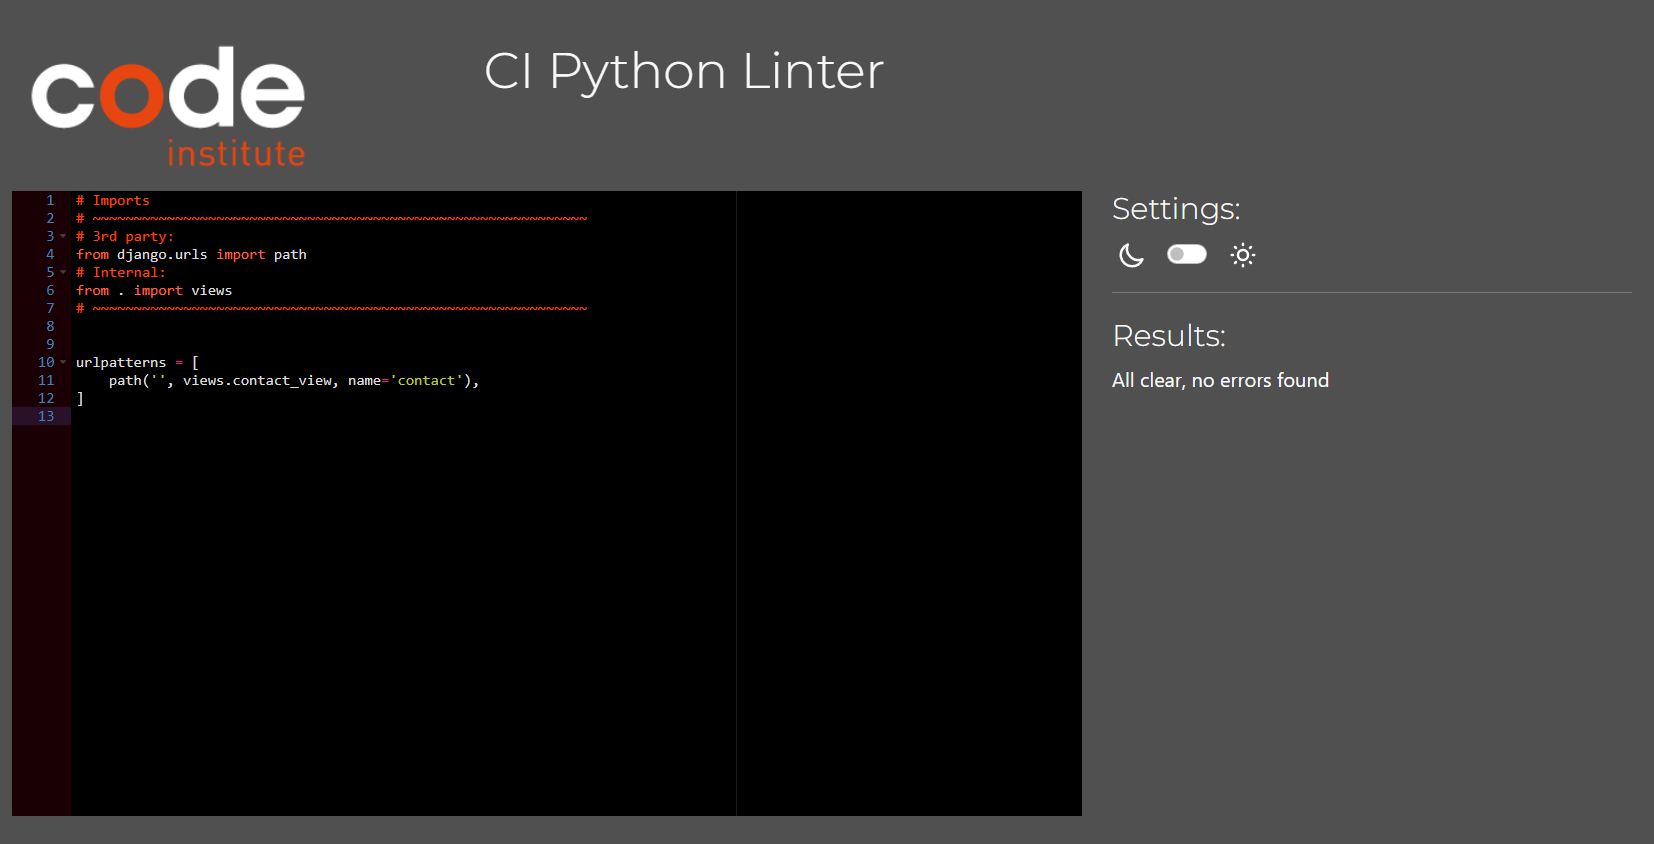 code
institute
CI Python Linter
1 # Imports
2 # ~~~~~~~~~~~~~~~~~~~~~~~~~~~~~~~~~~~~~~~~~~~~~~~~~~~~~~~~~~~~
3 # 3rd party:
4 from django.urls import path
5 # Internal:
6 from . import views
7 # ~~~~~~~~~~~~~~~~~~~~~~~~~~~~~~~~~~~~~~~~~~~~~~~~~~~~~~~~~~~~
8
9
10 urlpatterns = [
11     path('', views.contact_view, name='contact'),
12 ]
13
Settings:
Results:
All clear, no errors found